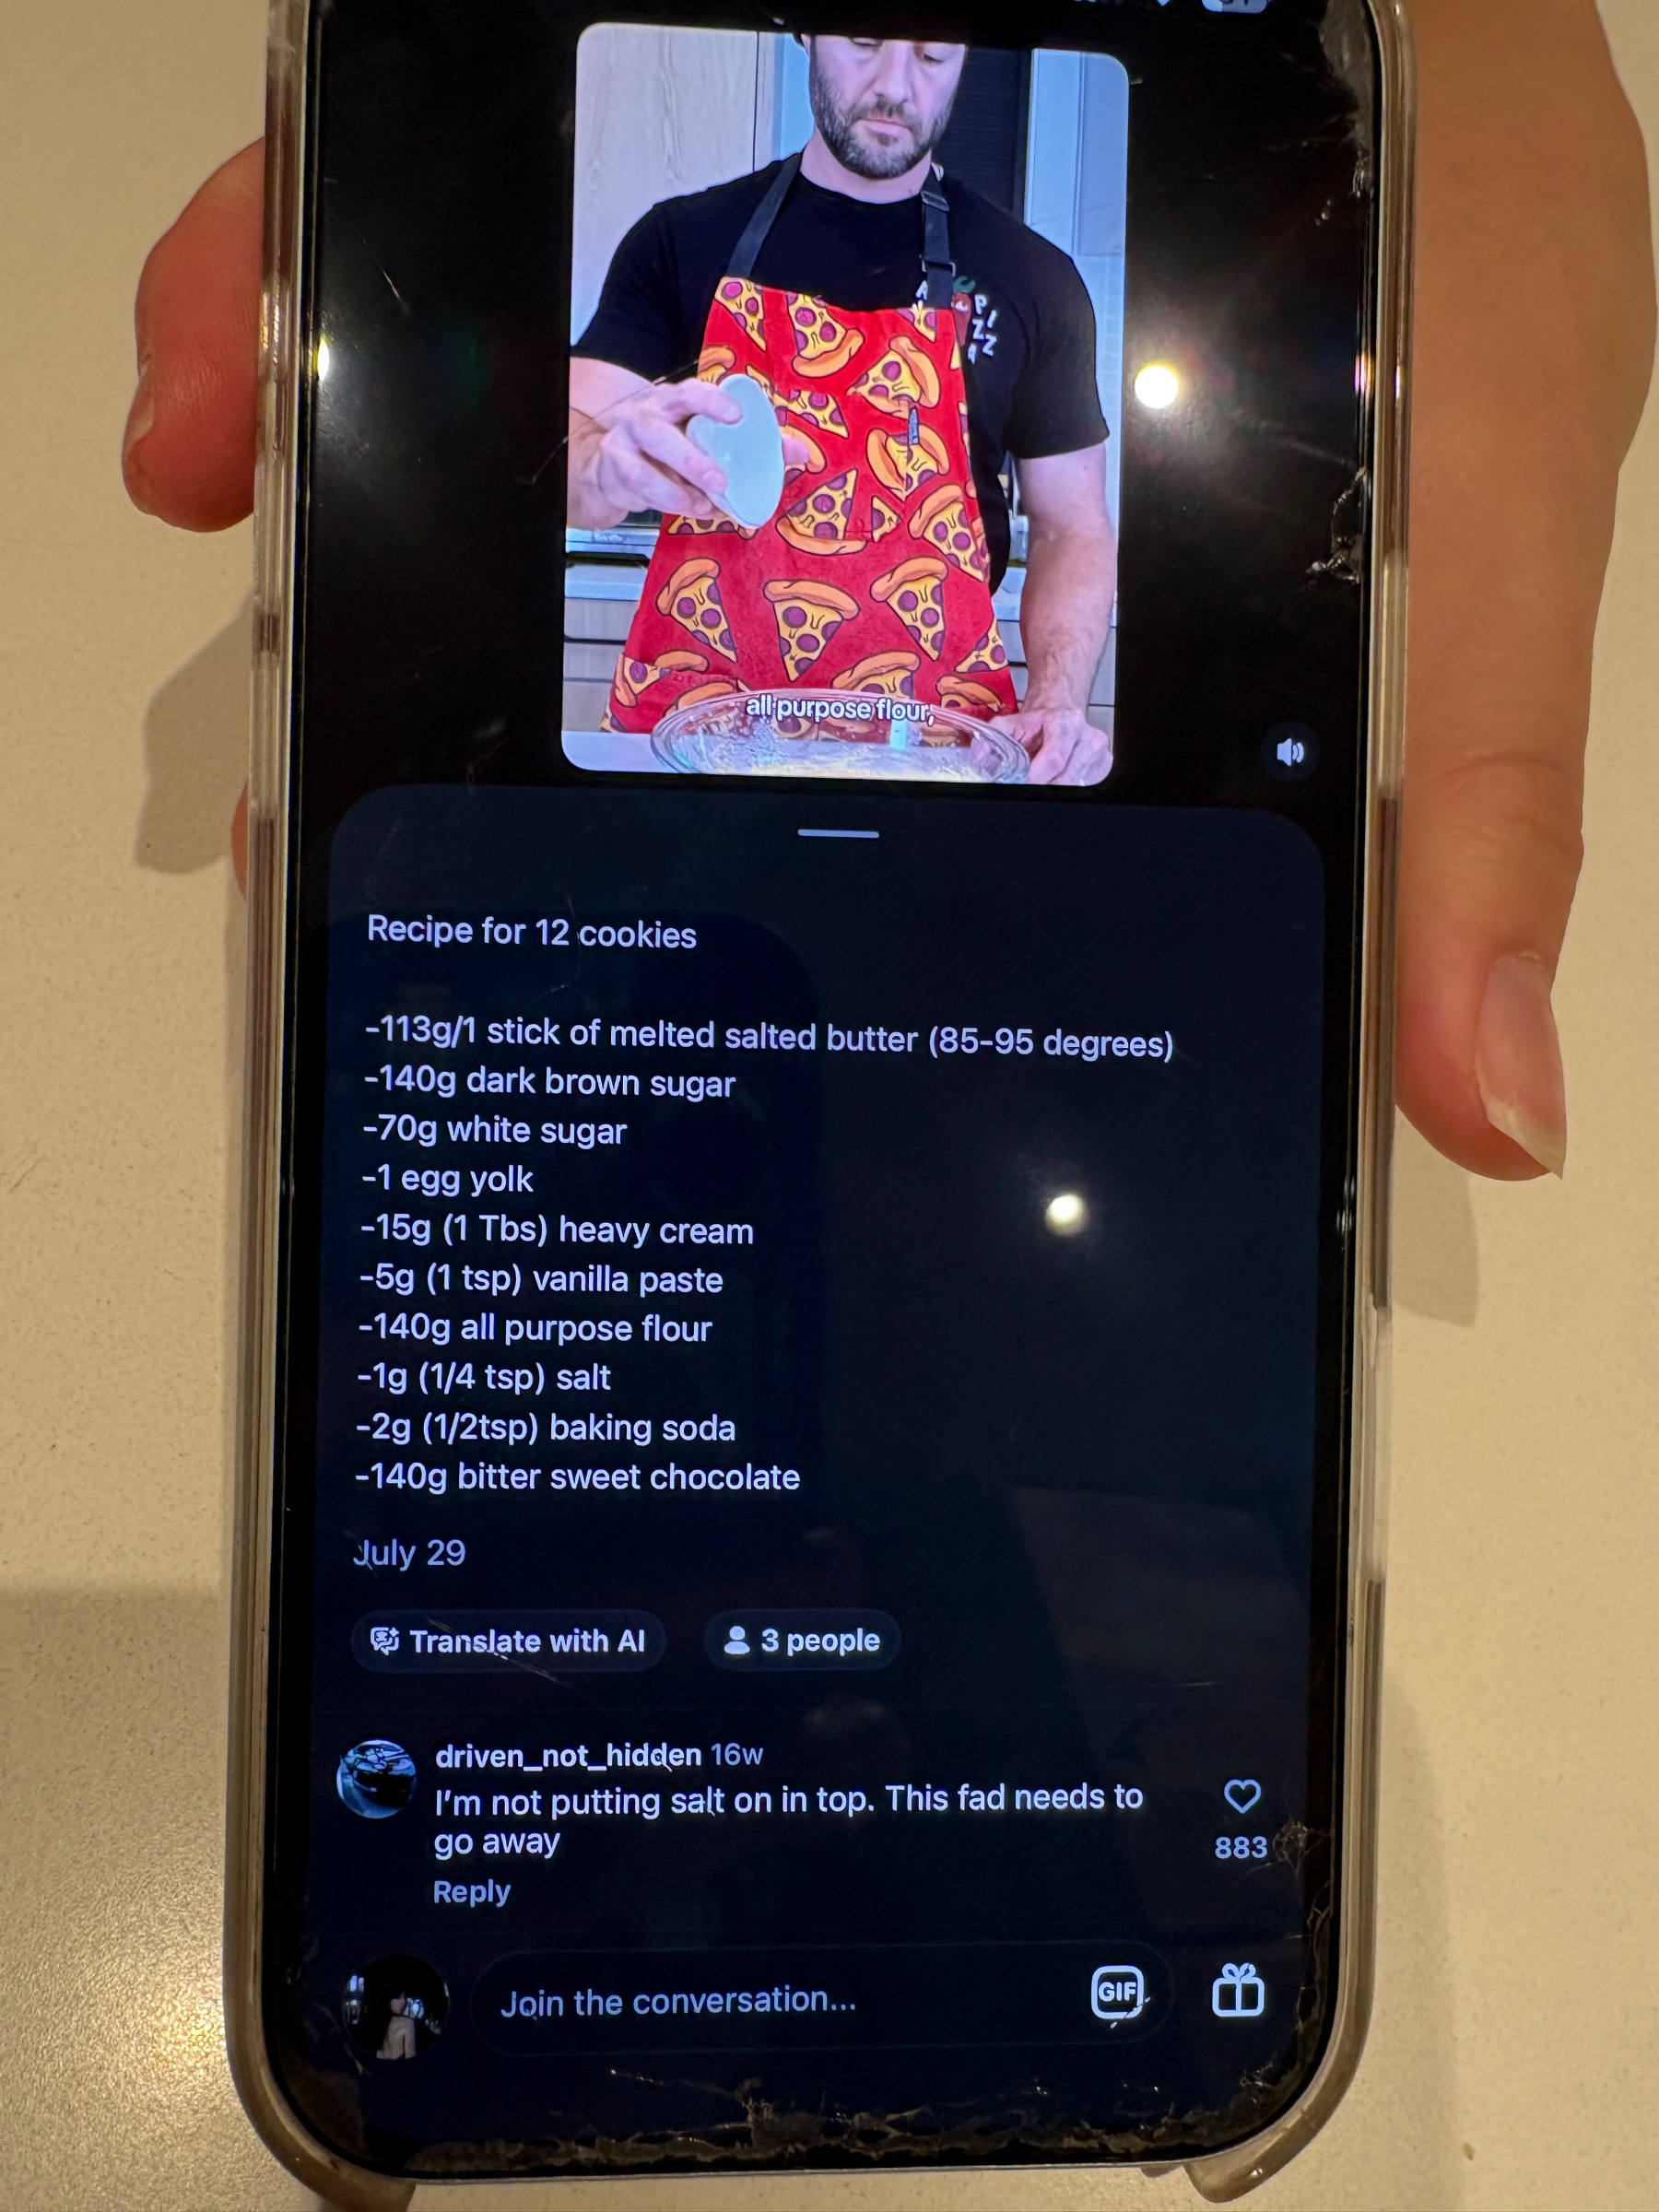 A P!
ZZ
A
all purpose flour,
Recipe for 12 cookies
-113g/1 stick of melted salted butter (85-95 degrees)
-140g dark brown sugar
-70g white sugar
-1 egg yolk
-15g (1 Tbs) heavy cream
-5g (1 tsp) vanilla paste
-140g all purpose flour
-1g (1/4 tsp) salt
-2g (1/2tsp) baking soda
-140g bitter sweet chocolate
July 29
Translate with AI 3 people
driven_not_hidden 16w
I'm not putting salt on in top. This fad needs to
go away
883
Reply
Join the conversation... GIF